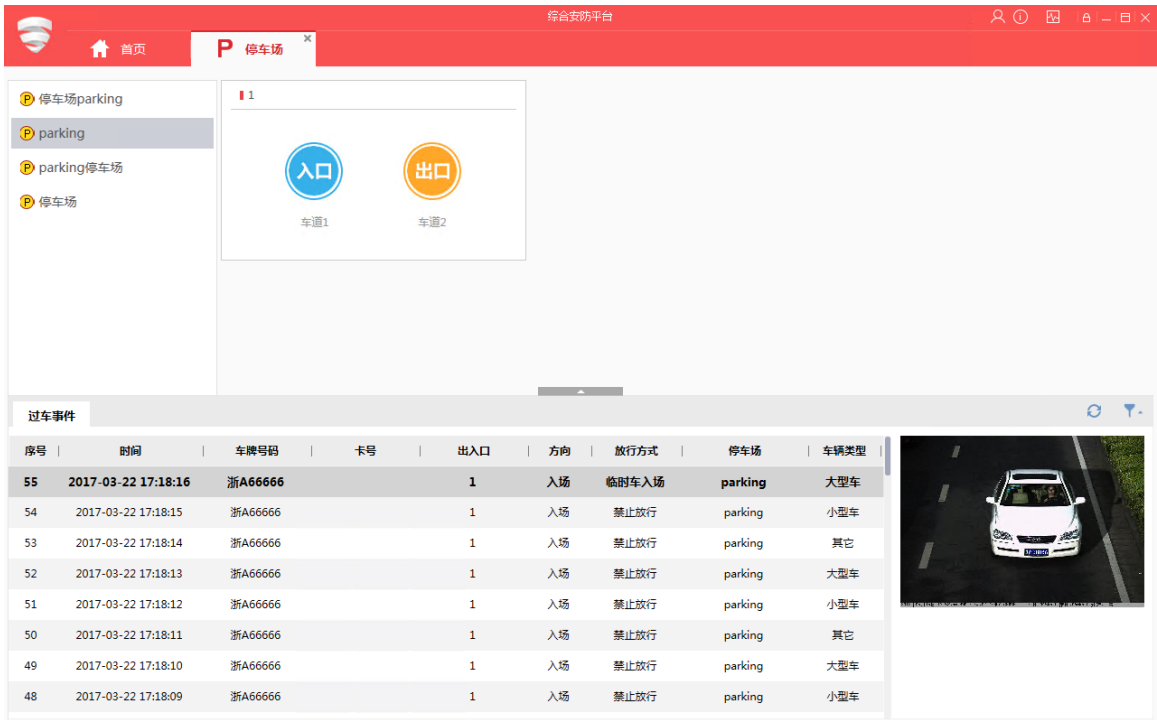 综合安防平台
首页
P 停车场
P 停车场parking
P parking
P parking停车场
P 停车场
1
入口 出口
车道1 车道2
过车事件
序号 时间 车牌号码 卡号 出入口 方向 放行方式 停车场 车辆类型
55 2017-03-22 17:18:16 浙A66666 1 入场 临时车入场 parking 大型车
54 2017-03-22 17:18:15 浙A66666 1 入场 禁止放行 parking 小型车
53 2017-03-22 17:18:14 浙A66666 1 入场 禁止放行 parking 其它
52 2017-03-22 17:18:13 浙A66666 1 入场 禁止放行 parking 大型车
51 2017-03-22 17:18:12 浙A66666 1 入场 禁止放行 parking 小型车
50 2017-03-22 17:18:11 浙A66666 1 入场 禁止放行 parking 其它
49 2017-03-22 17:18:10 浙A66666 1 入场 禁止放行 parking 大型车
48 2017-03-22 17:18:09 浙A66666 1 入场 禁止放行 parking 小型车